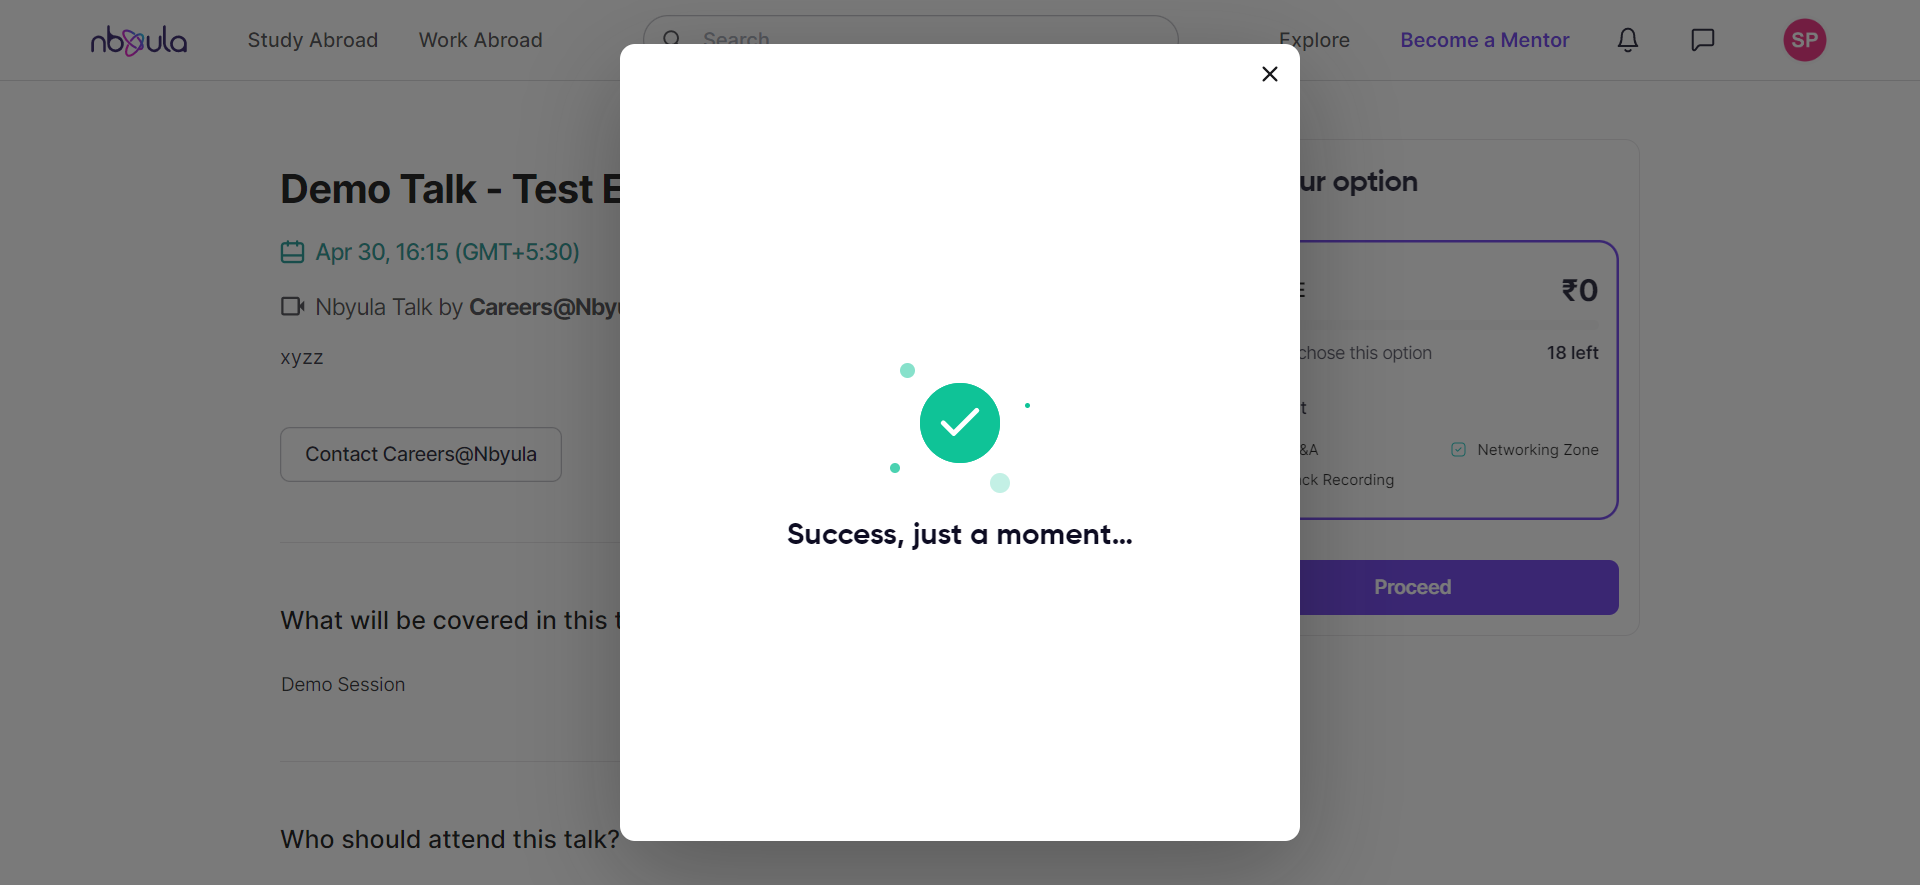 nbyula
Study Abroad
Work Abroad
Search
Explore
Become a Mentor
SP
Demo Talk - Test E
Apr 30, 16:15 (GMT+5:30)
Nbyula Talk by Careers@Nbyu
xyzz
Contact Careers@Nbyula
What will be covered in this t
Demo Session
Who should attend this talk?
Success, just a moment...
ur option
E
₹0
chose this option
18 left
t
&A
Networking Zone
ck Recording
Proceed